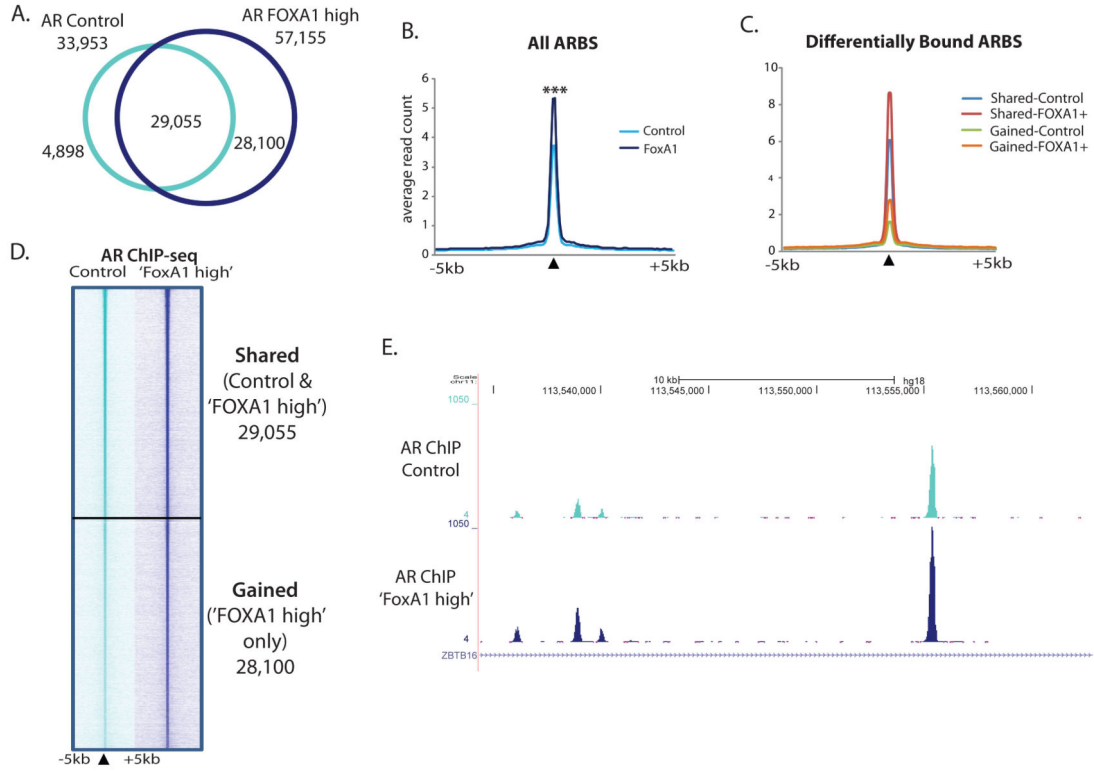 A.
AR Control
33,953
AR FOXA1 high
57,155
29,055
28,100
4,898
B.
All ARBS
6
5
4
3
2
1
0
average read count
***
Control
FoxA1
-5kb
▲
+5kb
C.
Differentially Bound ARBS
10
8
6
4
2
0
Shared-Control
Shared-FOXA1+
Gained-Control
Gained-FOXA1+
-5kb
▲
+5kb
D.
AR ChIP-seq
Control 'FoxA1 high'
Shared
(Control &
'FOXA1 high')
29,055
Gained
('FOXA1 high'
only)
28,100
-5kb ▲ +5kb
E.
Scale
chr11:
10 kb
hg18
113,540,000
113,545,000
113,550,000
113,555,000
113,560,000
1050
AR ChIP
Control
4
1050
AR ChIP
'FoxA1 high'
4
ZBTB16